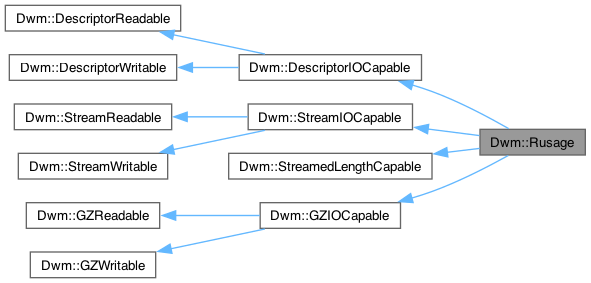 Dwm::DescriptorReadable
Dwm::DescriptorWritable
Dwm::DescriptorIOCapable
Dwm::StreamReadable
Dwm::StreamIOCapable
Dwm::Rusage
Dwm::StreamWritable
Dwm::StreamedLengthCapable
Dwm::GZReadable
Dwm::GZIOCapable
Dwm::GZWritable